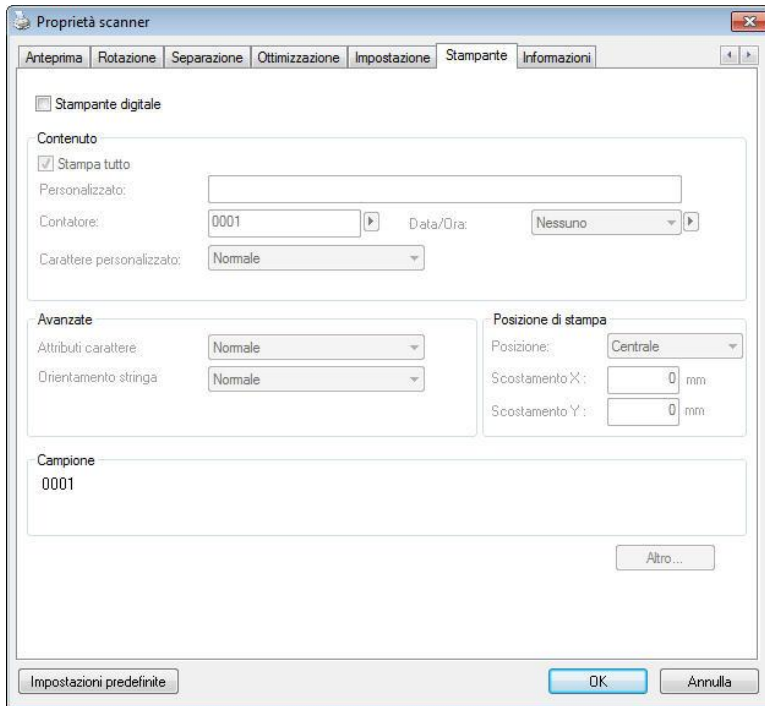 Proprietà scanner
Anteprima Rotazione Separazione Ottimizzazione Impostazione Stampante Informazioni
Stampante digitale
Contenuto
Stampa tutto
Personalizzato:
Contatore: 0001 Data/Ora: Nessuno
Carattere personalizzato: Normale
Avanzate
Attributi carattere Normale
Orientamento stringa Normale
Posizione di stampa
Posizione: Centrale
Scostamento X : 0 mm
Scostamento Y : 0 mm
Campione
0001
Altro...
Impostazioni predefinite OK Annulla